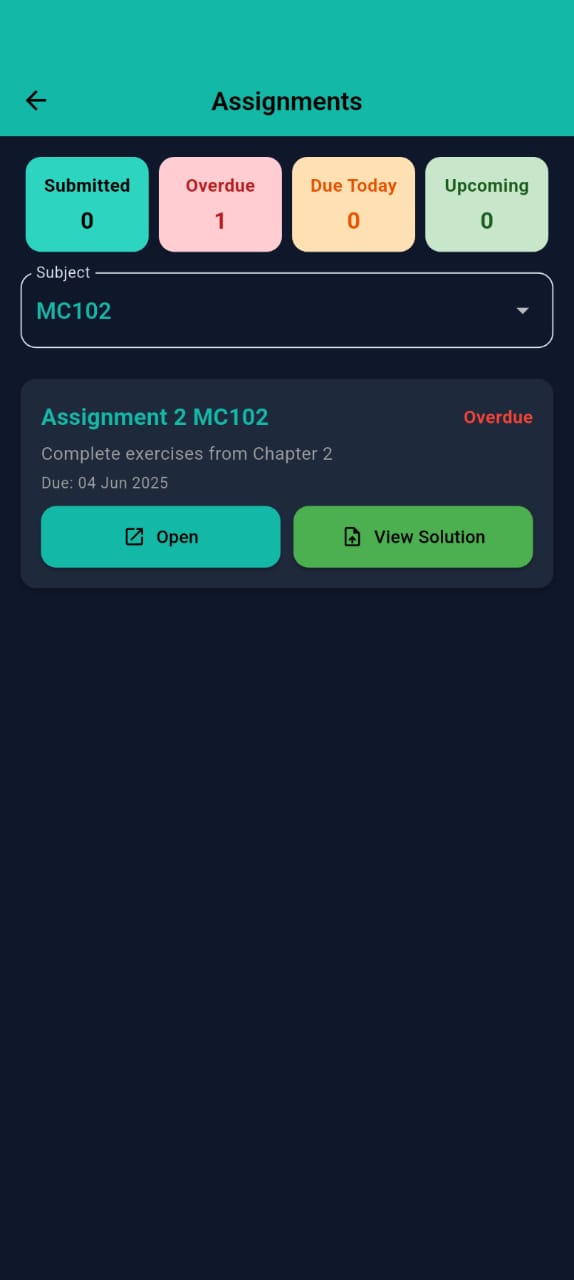 Assignments
Submitted Overdue Due Today Upcoming
0 1 0 0
Subject
MC102
Assignment 2 MC102 Overdue
Complete exercises from Chapter 2
Due: 04 Jun 2025
Open View Solution